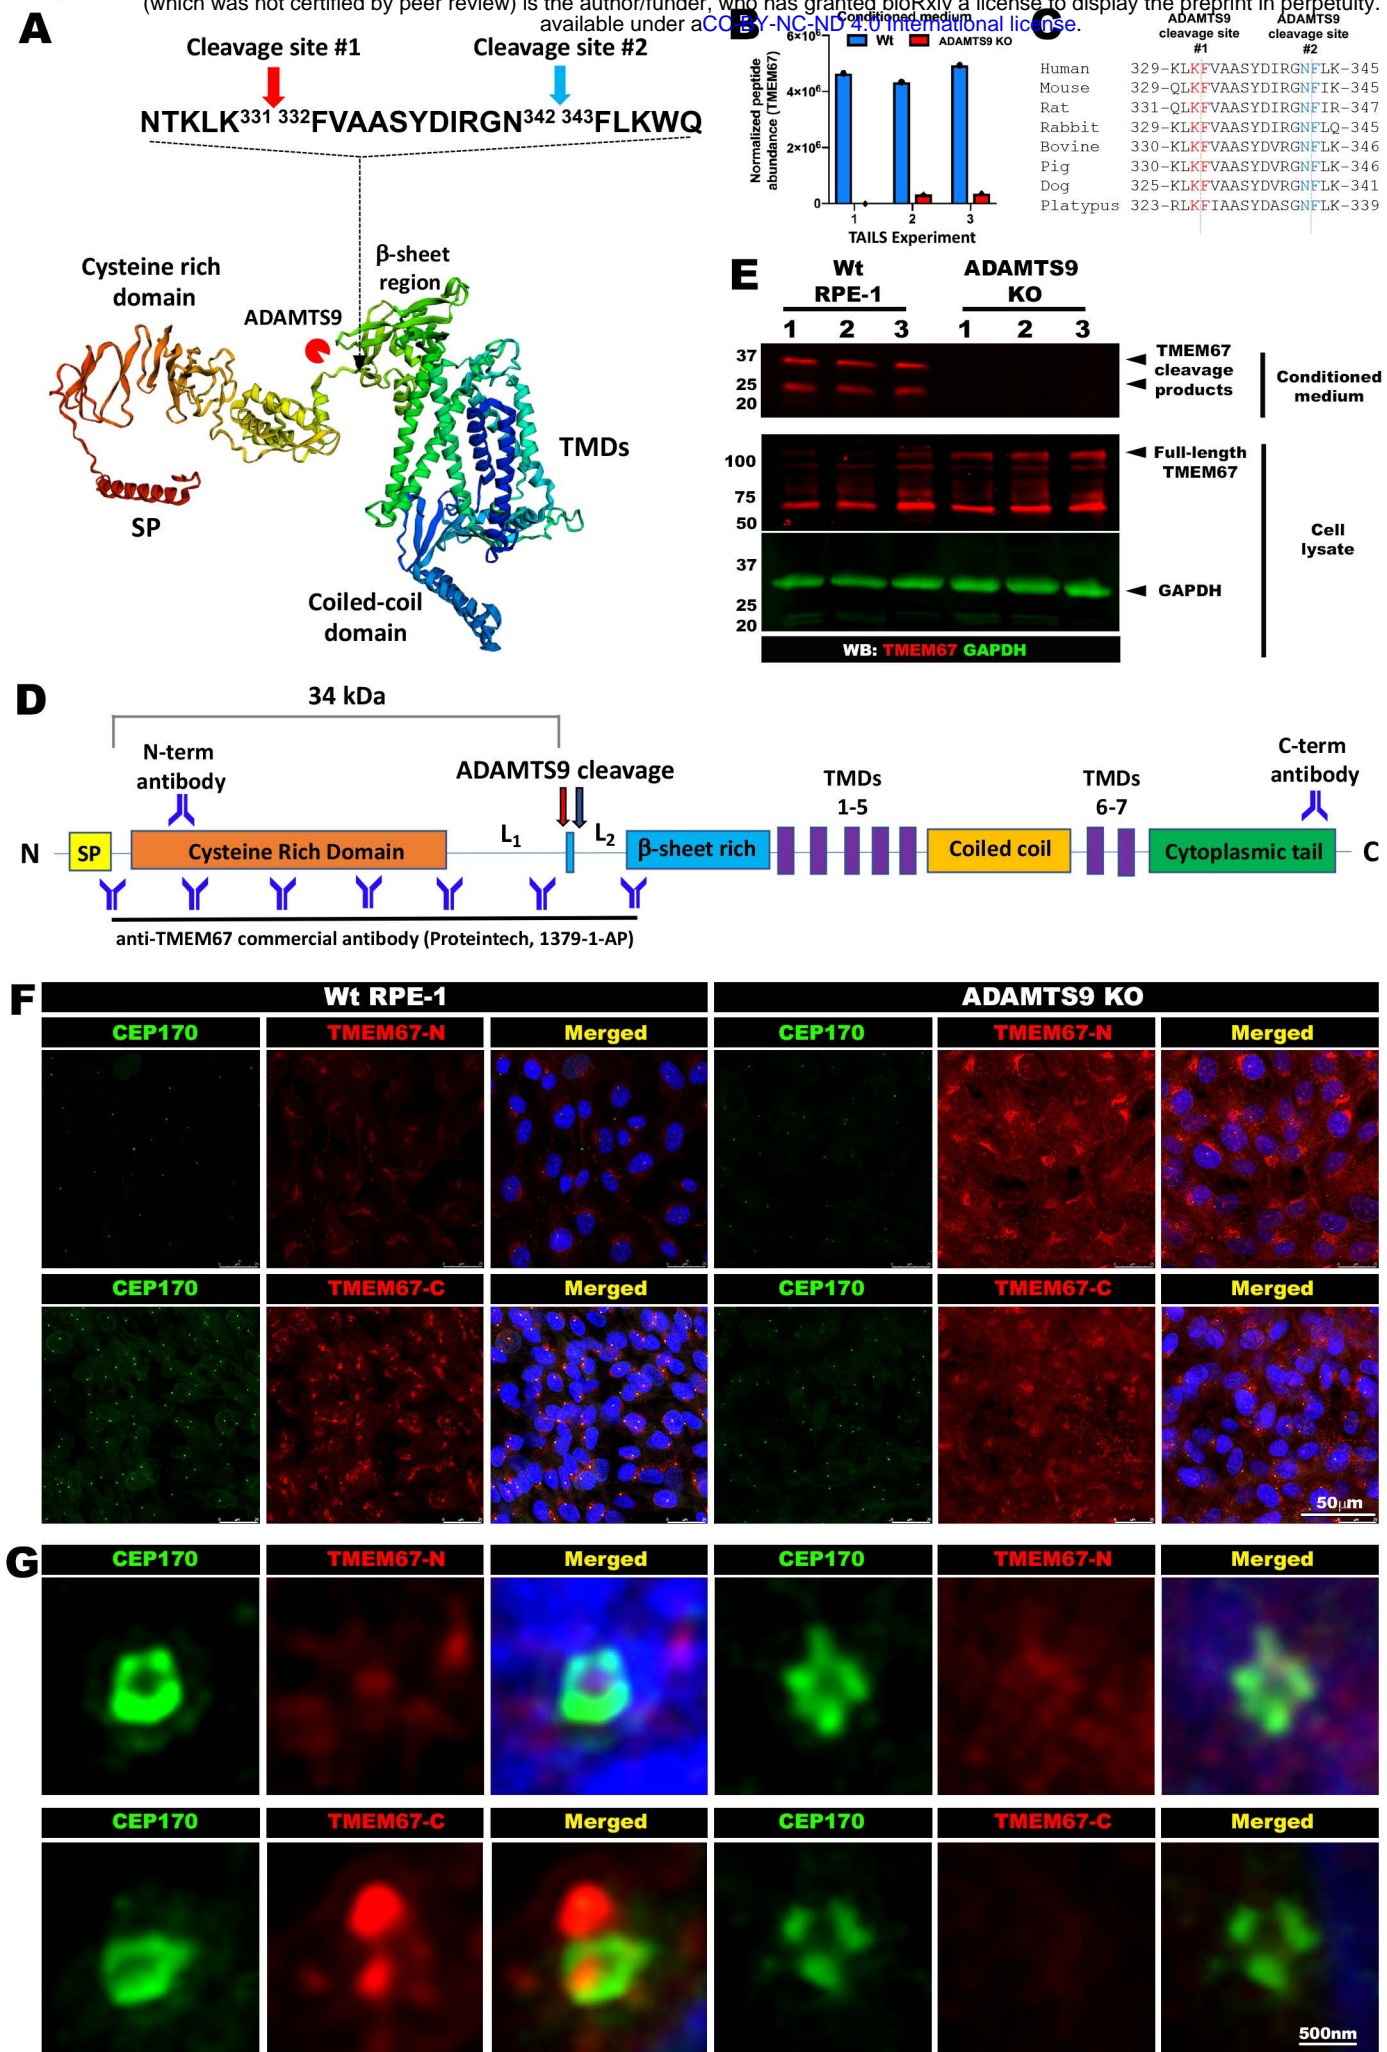 (which was not certified by peer review) is the author/funder, who has granted bioRxiv a license to display the preprint in perpetuity. It is made
available under aCC-BY-NC-ND 4.0 International license.
A
Cleavage site #1
Cleavage site #2
NTKLK331 332FVAASYDIRGN342 343FLKWQ
Cysteine rich
domain
β-sheet
region
ADAMTS9
TMDs
SP
Coiled-coil
domain
B
Conditioned medium
Wt
ADAMTS9 KO
Normalized peptide
abundance (TMEM67)
6×10⁶
4×10⁶
2×10⁶
0
1
2
3
TAILS Experiment
C
ADAMTS9
cleavage site
#1
ADAMTS9
cleavage site
#2
Human 329-KLKFVAASYDIRGNFLK-345
Mouse 329-QLKFVAASYDIRGNFIK-345
Rat 331-QLKFVAASYDIRGNFIR-347
Rabbit 329-KLKFVAASYDIRGNFLQ-345
Bovine 330-KLKFVAASYDVRGNFLK-346
Pig 330-KLKFVAASYDVRGNFLK-346
Dog 325-KLKFVAASYDVRGNFLK-341
Platypus 323-RLKFIAASYDASGNFLK-339
E
Wt
RPE-1
ADAMTS9
KO
1 2 3 1 2 3
37
25
20
TMEM67
cleavage
products
Conditioned
medium
100
75
50
Full-length
TMEM67
37
25
20
GAPDH
Cell
lysate
WB: TMEM67 GAPDH
D
34 kDa
N-term
antibody
ADAMTS9 cleavage
TMDs
1-5
TMDs
6-7
C-term
antibody
N
SP
Cysteine Rich Domain
L1
L2
β-sheet rich
Coiled coil
Cytoplasmic tail
C
anti-TMEM67 commercial antibody (Proteintech, 1379-1-AP)
F
Wt RPE-1
ADAMTS9 KO
CEP170 TMEM67-N Merged CEP170 TMEM67-N Merged
CEP170 TMEM67-C Merged CEP170 TMEM67-C Merged
50μm
G
CEP170 TMEM67-N Merged CEP170 TMEM67-N Merged
CEP170 TMEM67-C Merged CEP170 TMEM67-C Merged
500nm